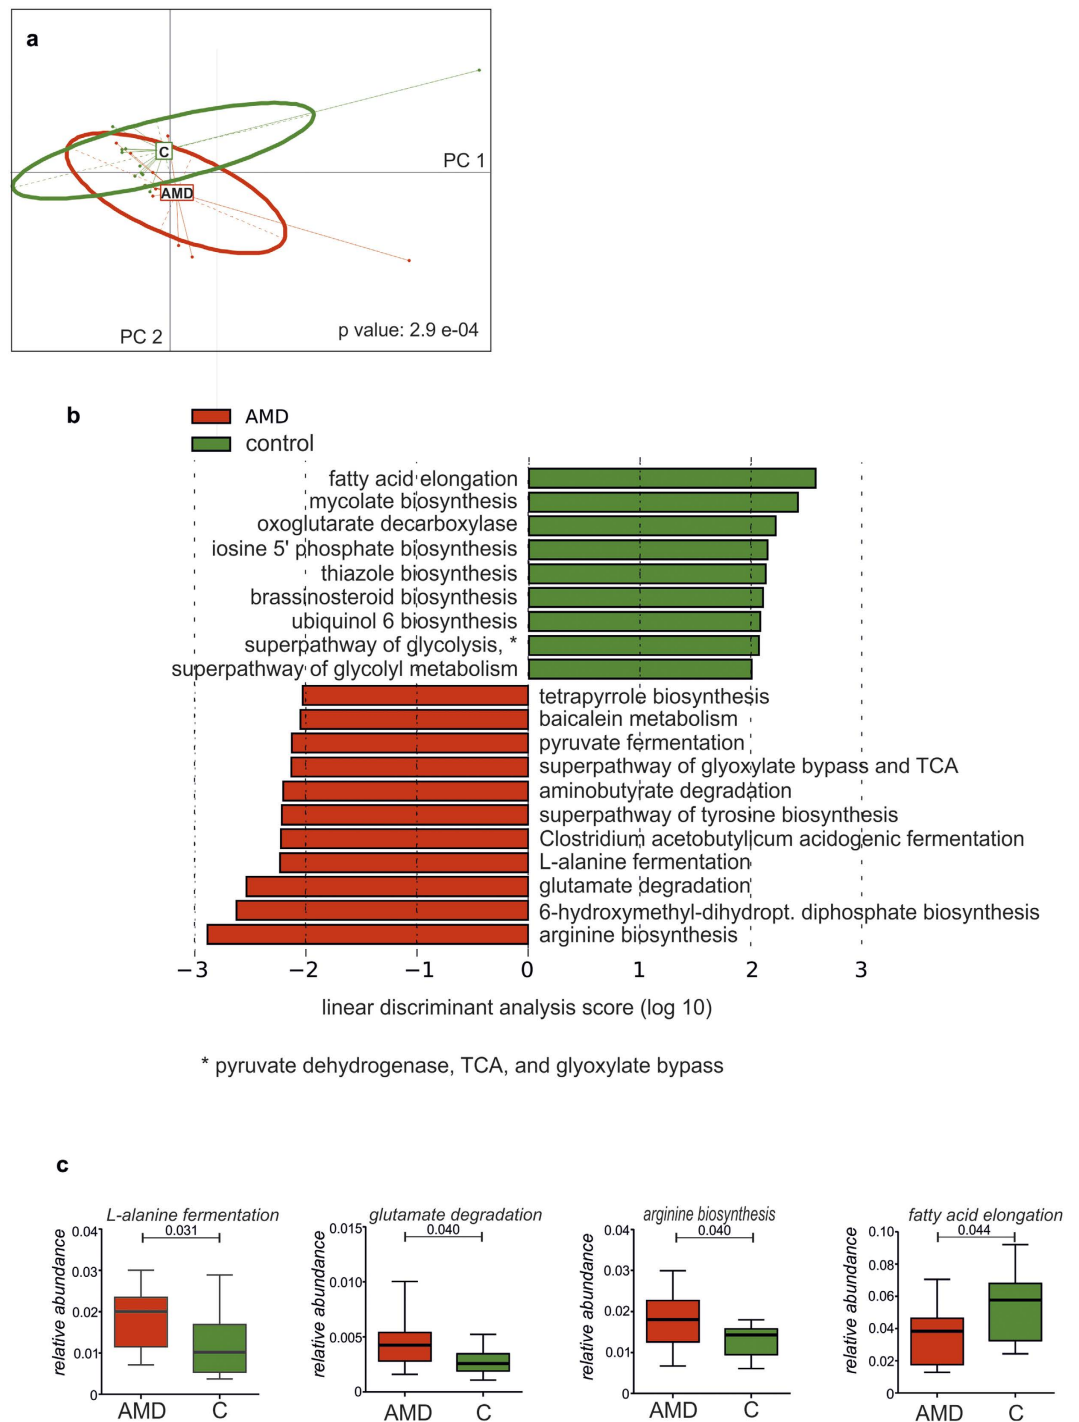 a
C
PC 1
AMD
PC 2
p value: 2.9 e-04
b
AMD
control
fatty acid elongation
mycolate biosynthesis
oxoglutarate decarboxylase
iosine 5' phosphate biosynthesis
thiazole biosynthesis
brassinosteroid biosynthesis
ubiquinol 6 biosynthesis
superpathway of glycolysis, *
superpathway of glycolyl metabolism
tetrapyrrole biosynthesis
baicalein metabolism
pyruvate fermentation
superpathway of glyoxylate bypass and TCA
aminobutyrate degradation
superpathway of tyrosine biosynthesis
Clostridium acetobutylicum acidogenic fermentation
L-alanine fermentation
glutamate degradation
6-hydroxymethyl-dihydropt. diphosphate biosynthesis
arginine biosynthesis
−3 −2 −1 0 1 2 3
linear discriminant analysis score (log 10)
* pyruvate dehydrogenase, TCA, and glyoxylate bypass
c
L-alanine fermentation
0.031
relative abundance
0.04
0.03
0.02
0.01
0
AMD C
glutamate degradation
0.040
relative abundance
0.015
0.010
0.005
0
AMD C
arginine biosynthesis
0.040
relative abundance
0.04
0.03
0.02
0.01
0
AMD C
fatty acid elongation
0.044
relative abundance
0.10
0.08
0.06
0.04
0.02
0
AMD C